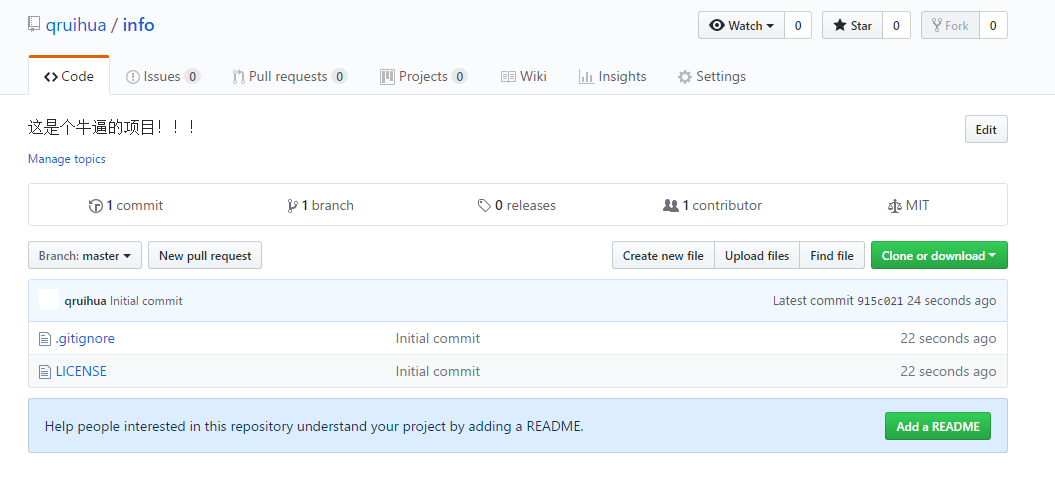 qruihua / info Watch 0 Star 0 Fork 0
Code Issues 0 Pull requests 0 Projects 0 Wiki Insights Settings
这是个牛逼的项目！！！ Edit
Manage topics
1 commit 1 branch 0 releases 1 contributor MIT
Branch: master New pull request Create new file Upload files Find file Clone or download
qruihua Initial commit Latest commit 915c021 24 seconds ago
.gitignore Initial commit 22 seconds ago
LICENSE Initial commit 22 seconds ago
Help people interested in this repository understand your project by adding a README. Add a README